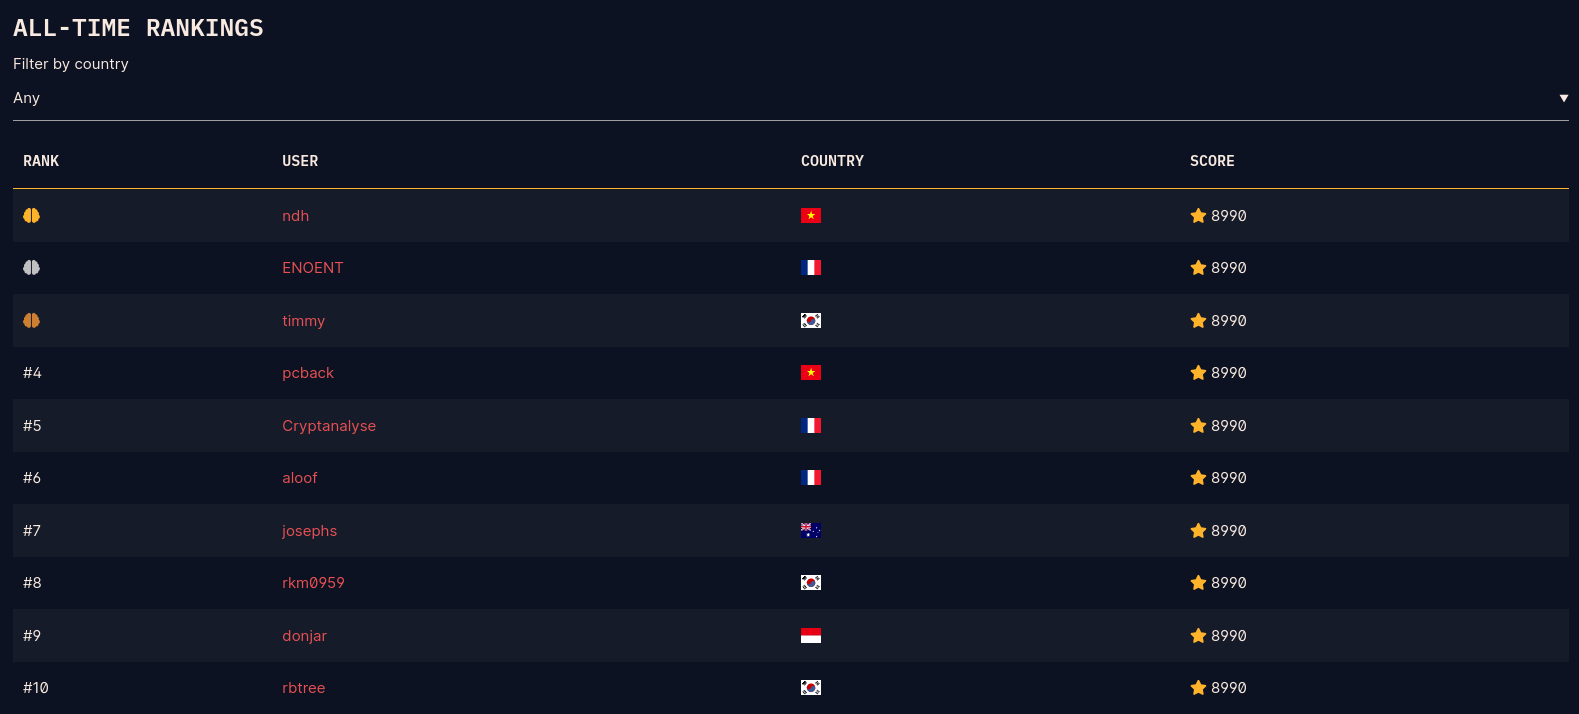 ALL-TIME RANKINGS
Filter by country
Any
RANK USER COUNTRY SCORE
ndh 8990
ENOENT 8990
timmy 8990
#4 pcback 8990
#5 Cryptanalyse 8990
#6 aloof 8990
#7 josephs 8990
#8 rkm0959 8990
#9 donjar 8990
#10 rbtree 8990